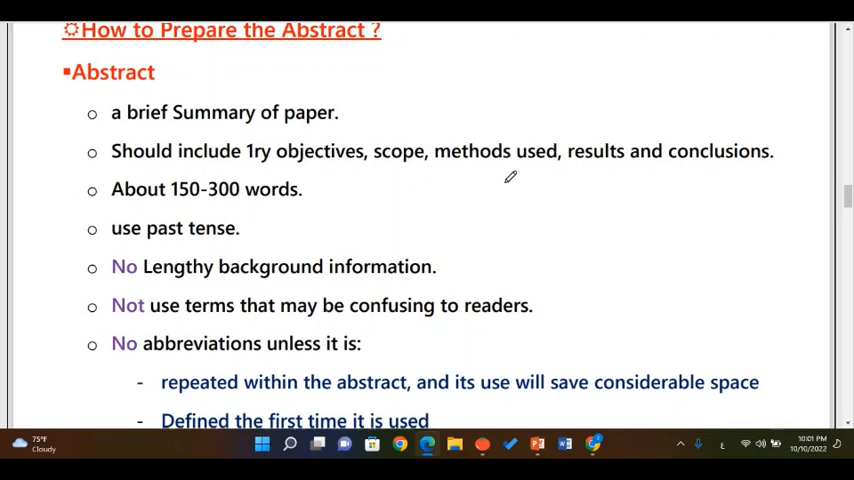 ☼How to Prepare the Abstract ?
▪Abstract
o a brief Summary of paper.
o Should include 1ry objectives, scope, methods used, results and conclusions.
o About 150-300 words.
o use past tense.
o No Lengthy background information.
o Not use terms that may be confusing to readers.
o No abbreviations unless it is:
- repeated within the abstract, and its use will save considerable space
- Defined the first time it is used
75°F
Cloudy
ع
10:01 PM
10/10/2022